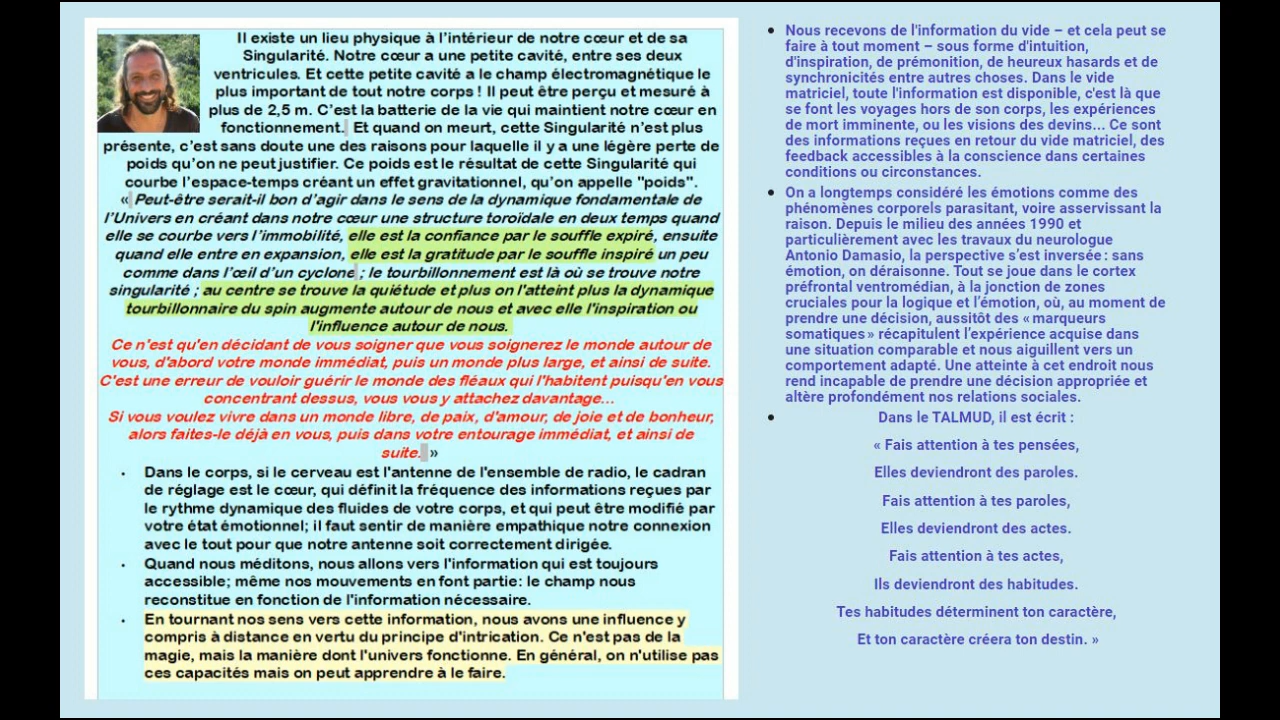 Il existe un lieu physique à l'intérieur de notre cœur et de sa
Singularité. Notre cœur a une petite cavité, entre ses deux
ventricules. Et cette petite cavité a le champ électromagnétique le
plus important de tout notre corps ! Il peut être perçu et mesuré à
plus de 2,5 m. C'est la batterie de la vie qui maintient notre cœur en
fonctionnement. Et quand on meurt, cette Singularité n'est plus
présente, c'est sans doute une des raisons pour laquelle il y a une légère perte de
poids qu'on ne peut justifier. Ce poids est le résultat de cette Singularité qui
courbe l'espace-temps créant un effet gravitationnel, qu'on appelle "poids".
« Peut-être serait-il bon d'agir dans le sens de la dynamique fondamentale de
l'Univers en créant dans notre cœur une structure toroïdale en deux temps quand
elle se courbe vers l'immobilité, elle est la confiance par le souffle expiré, ensuite
quand elle entre en expansion, elle est la gratitude par le souffle inspiré un peu
comme dans l'œil d'un cyclone ; le tourbillonnement est là où se trouve notre
singularité ; au centre se trouve la quiétude et plus on l'atteint plus la dynamique
tourbillonnaire du spin augmente autour de nous et avec elle l'inspiration ou
l'influence autour de nous.
Ce n'est qu'en décidant de vous soigner que vous soignerez le monde autour de
vous, d'abord votre monde immédiat, puis un monde plus large, et ainsi de suite.
C'est une erreur de vouloir guérir le monde des fléaux qui l'habitent puisqu'en vous
concentrant dessus, vous vous y attachez davantage...
Si vous voulez vivre dans un monde libre, de paix, d'amour, de joie et de bonheur,
alors faites-le déjà en vous, puis dans votre entourage immédiat, et ainsi de
suite. »
• Dans le corps, si le cerveau est l'antenne de l'ensemble de radio, le cadran
de réglage est le cœur, qui définit la fréquence des informations reçues par
le rythme dynamique des fluides de votre corps, et qui peut être modifié par
votre état émotionnel; il faut sentir de manière empathique notre connexion
avec le tout pour que notre antenne soit correctement dirigée.
• Quand nous méditons, nous allons vers l'information qui est toujours
accessible; même nos mouvements en font partie: le champ nous
reconstitue en fonction de l'information nécessaire.
• En tournant nos sens vers cette information, nous avons une influence y
compris à distance en vertu du principe d'intrication. Ce n'est pas de la
magie, mais la manière dont l'univers fonctionne. En général, on n'utilise pas
ces capacités mais on peut apprendre à le faire.
• Nous recevons de l'information du vide – et cela peut se
faire à tout moment – sous forme d'intuition,
d'inspiration, de prémonition, de heureux hasards et de
synchronicités entre autres choses. Dans le vide
matriciel, toute l'information est disponible, c'est là que
se font les voyages hors de son corps, les expériences
de mort imminente, ou les visions des devins... Ce sont
des informations reçues en retour du vide matriciel, des
feedback accessibles à la conscience dans certaines
conditions ou circonstances.
• On a longtemps considéré les émotions comme des
phénomènes corporels parasitant, voire asservissant la
raison. Depuis le milieu des années 1990 et
particulièrement avec les travaux du neurologue
Antonio Damasio, la perspective s'est inversée : sans
émotion, on déraisonne. Tout se joue dans le cortex
préfrontal ventromédian, à la jonction de zones
cruciales pour la logique et l'émotion, où, au moment de
prendre une décision, aussitôt des « marqueurs
somatiques » récapitulent l'expérience acquise dans
une situation comparable et nous aiguillent vers un
comportement adapté. Une atteinte à cet endroit nous
rend incapable de prendre une décision appropriée et
altère profondément nos relations sociales.
• Dans le TALMUD, il est écrit :
« Fais attention à tes pensées,
Elles deviendront des paroles.
Fais attention à tes paroles,
Elles deviendront des actes.
Fais attention à tes actes,
Ils deviendront des habitudes.
Tes habitudes déterminent ton caractère,
Et ton caractère créera ton destin. »